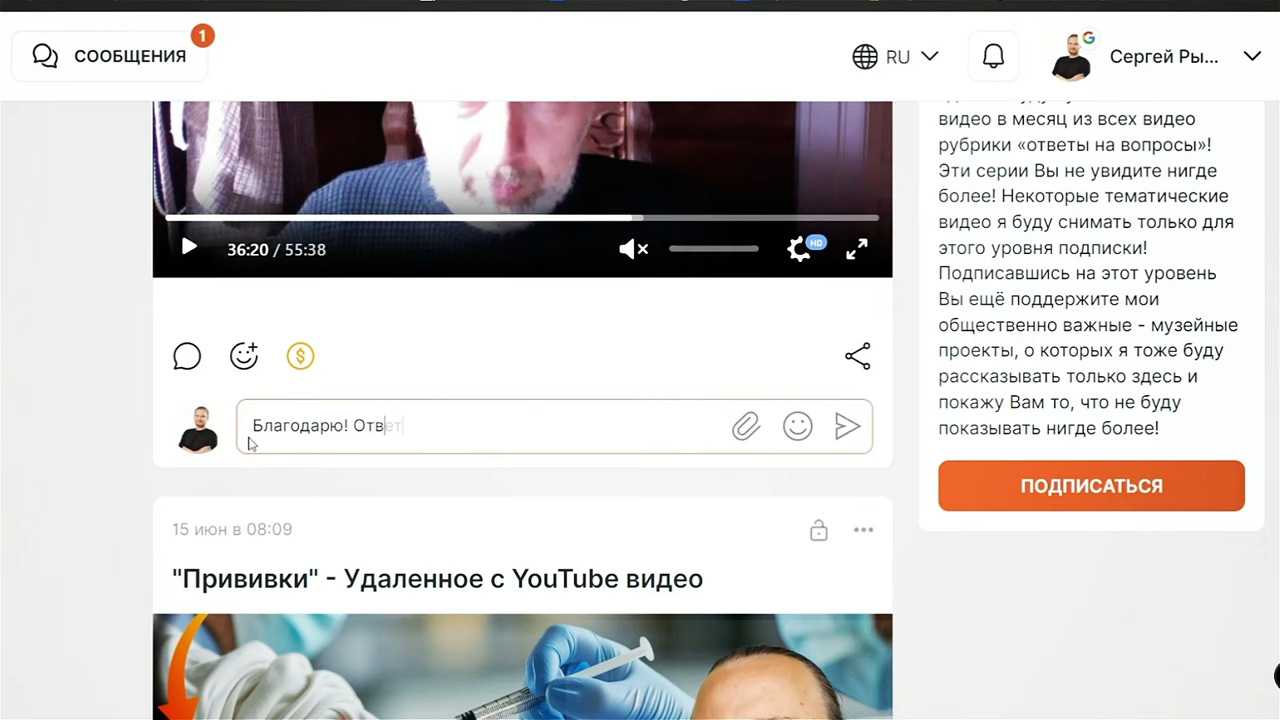 СООБЩЕНИЯ
1
RU
Сергей Ры...
видео в месяц из всех видео
рубрики «ответы на вопросы»!
Эти серии Вы не увидите нигде
более! Некоторые тематические
видео я буду снимать только для
этого уровня подписки!
Подписавшись на этот уровень
Вы ещё поддержите мои
общественно важные - музейные
проекты, о которых я тоже буду
рассказывать только здесь и
покажу Вам то, что не буду
показывать нигде более!
ПОДПИСАТЬСЯ
36:20 / 55:38
HD
Благодарю! Ответ
15 июн в 08:09
"Прививки" - Удаленное с YouTube видео